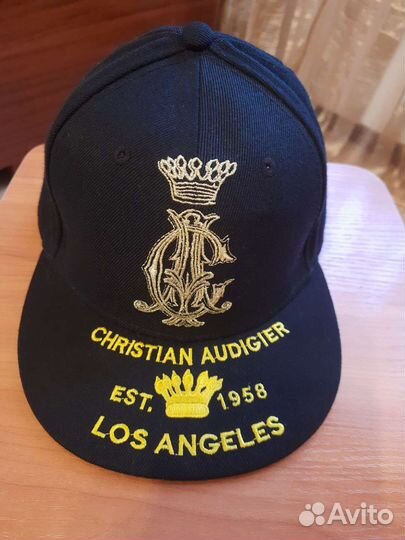 CHRISTIAN AUDIGIER
EST. 1958
LOS ANGELES
Avito